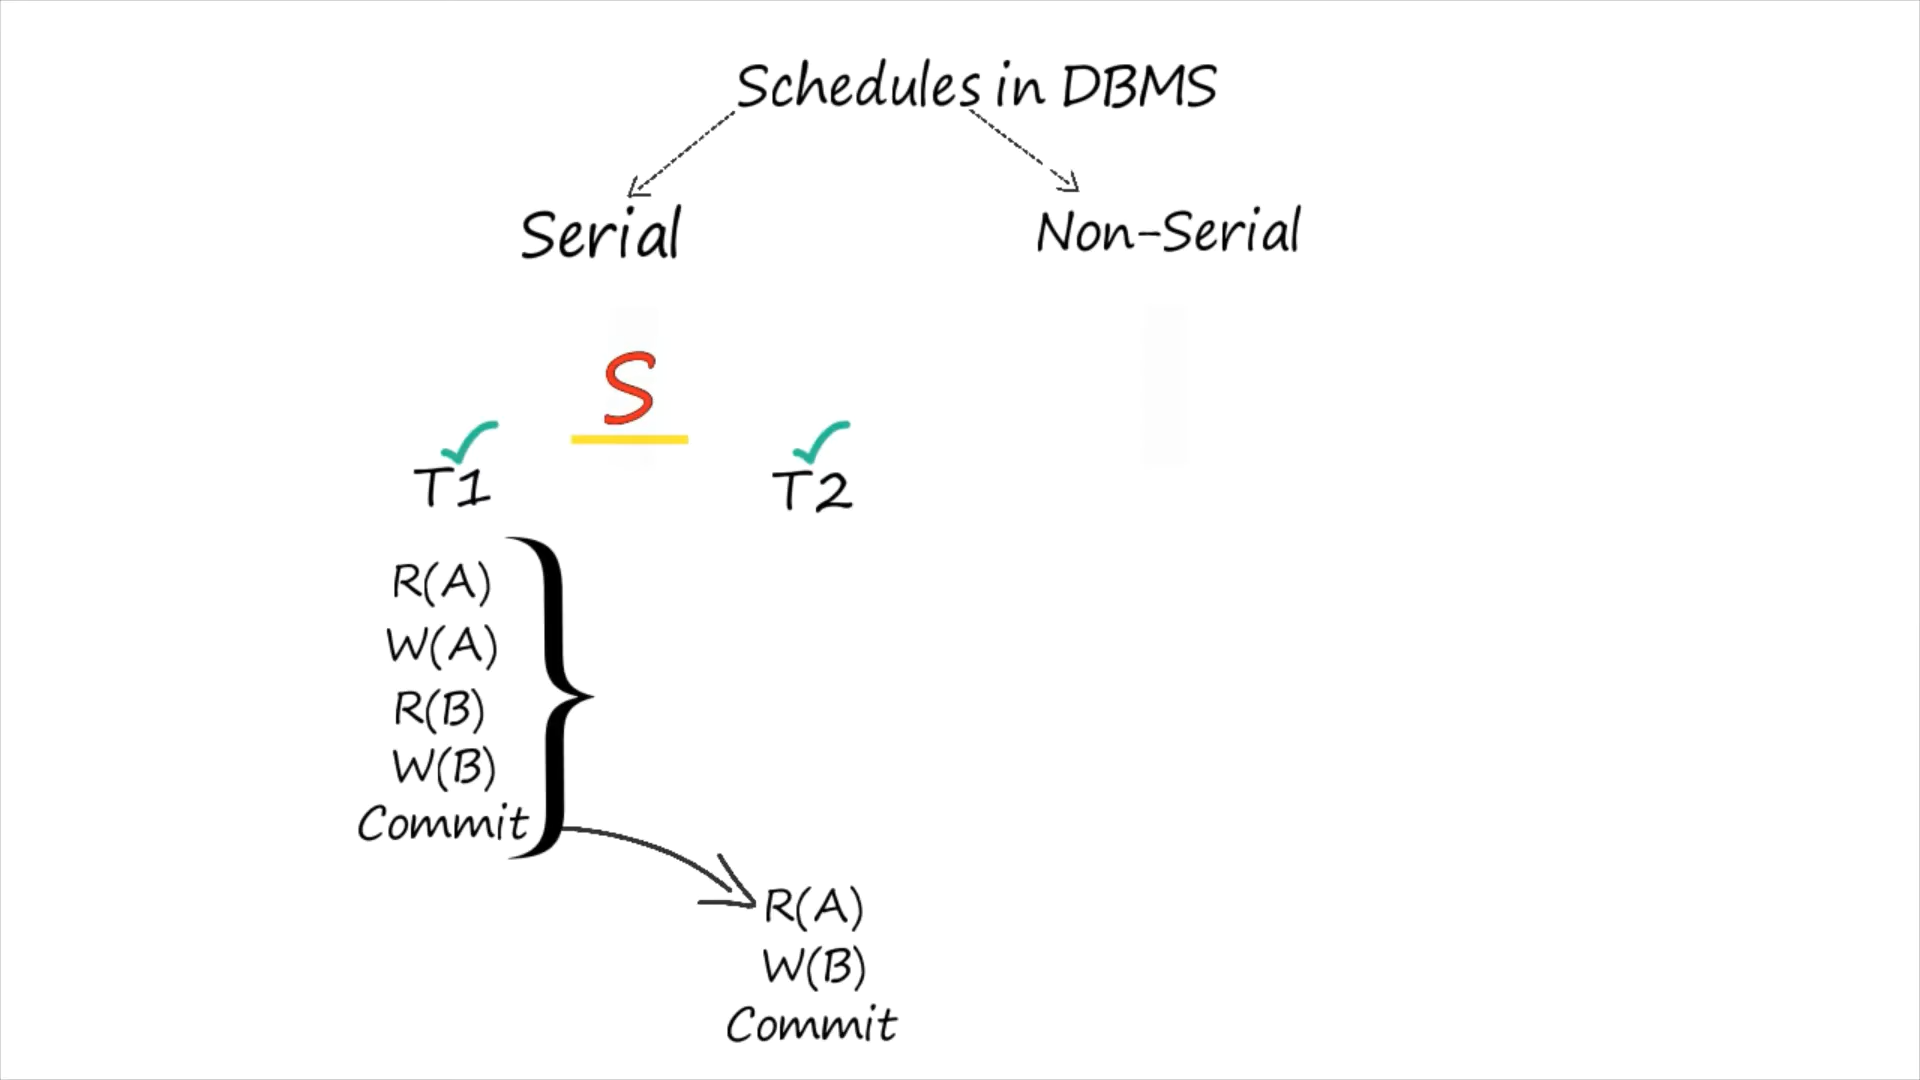 Schedules in DBMS
Serial
Non-Serial
S
T1
T2
R(A)
W(A)
R(B)
W(B)
Commit
R(A)
W(B)
Commit